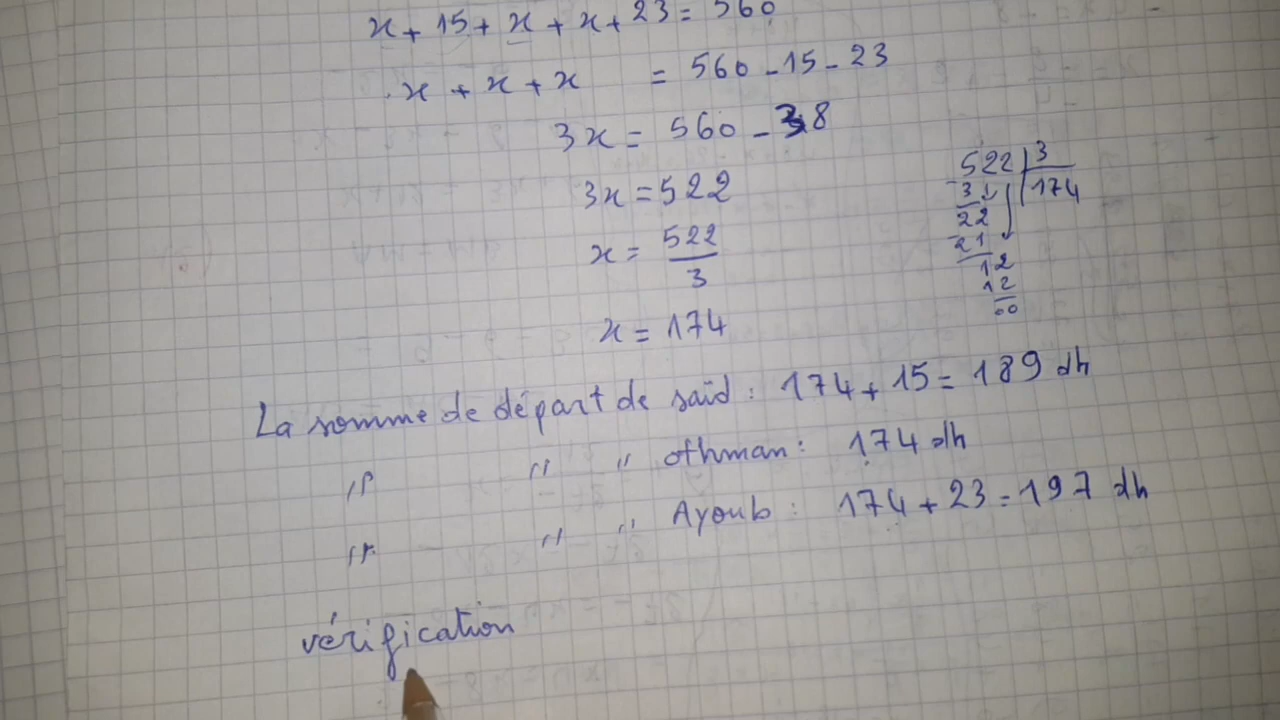 x + 15 + x + x + 23 = 560
x + x + x = 560 - 15 - 23
3x = 560 - 38
3x = 522
x = 522/3
x = 174
522 | 3
3 174
22
21
12
12
00
La somme de départ de saïd : 174 + 15 = 189 dh
" " " othman : 174 dh
" " " Ayoub : 174 + 23 = 197 dh
vérification